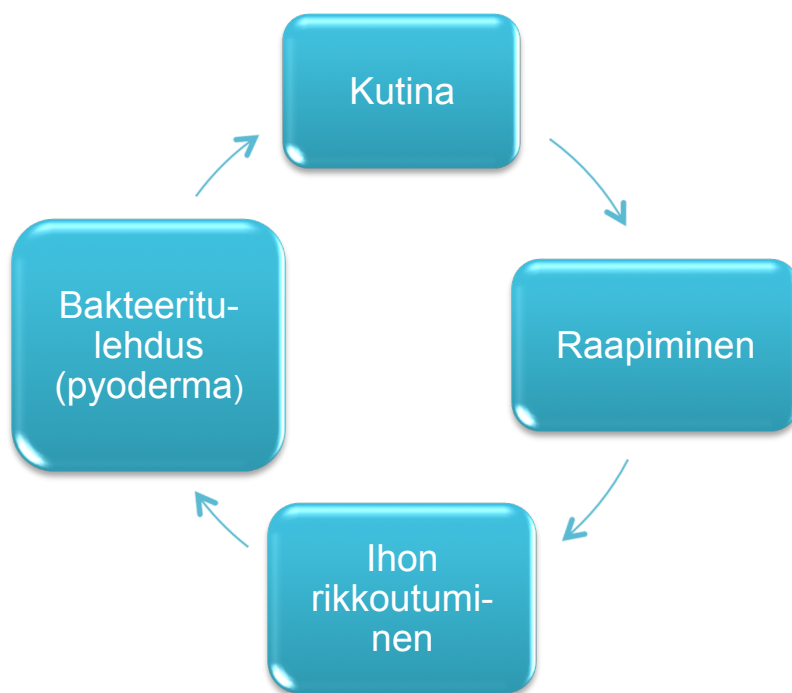 Kutina
Raapiminen
Ihon
rikkoutumi-
nen
Bakteeritu-
lehdus
(pyoderma)